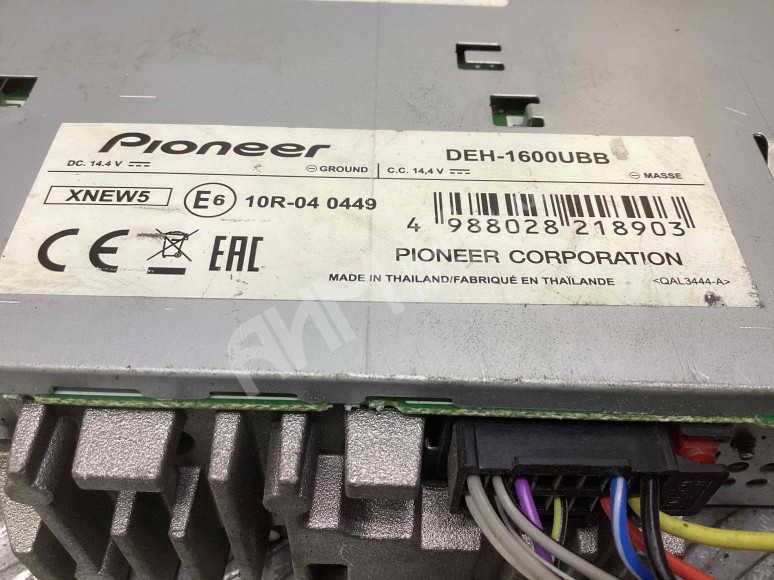 Pioneer DEH-1600UBB
DC. 14.4 V ⎓ ⊖ GROUND C.C. 14,4 V ⎓ ⊖ MASSE
XNEW5 E6 10R-04 0449
4 988028 218903
CE EAC PIONEER CORPORATION
MADE IN THAILAND/FABRIQUÉ EN THAÏLANDE <QAL3444-A>